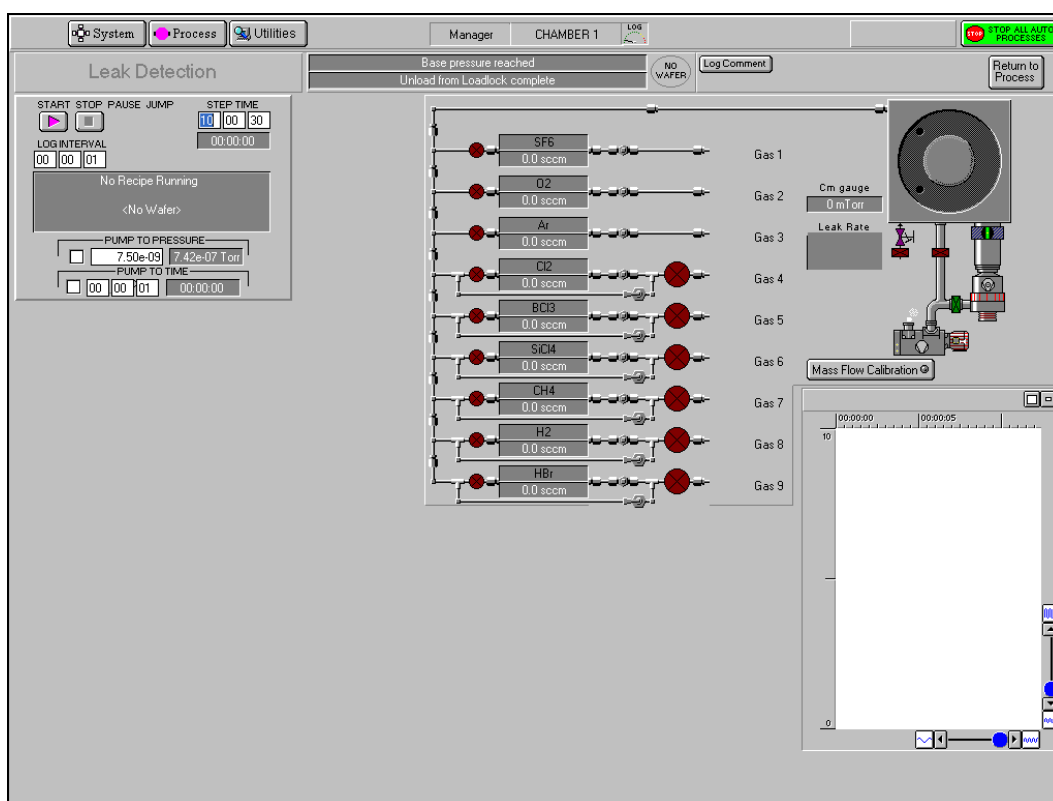 System Process Utilities
Manager CHAMBER 1 LOG
STOP STOP ALL AUTO PROCESSES
Leak Detection
Base pressure reached
Unload from Loadlock complete
NO WAFER
Log Comment
Return to Process
START STOP PAUSE JUMP STEP TIME
10 00 30
00:00:00
LOG INTERVAL
00 00 01
No Recipe Running
<No Wafer>
PUMP TO PRESSURE
7.50e-09 7.42e-07 Torr
PUMP TO TIME
00 00 01 00:00:00
SF6
0.0 sccm
Gas 1
O2
0.0 sccm
Gas 2
Ar
0.0 sccm
Gas 3
Cl2
0.0 sccm
Gas 4
BCl3
0.0 sccm
Gas 5
SiCl4
0.0 sccm
Gas 6
CH4
0.0 sccm
Gas 7
H2
0.0 sccm
Gas 8
HBr
0.0 sccm
Gas 9
Cm gauge
0 mTorr
Leak Rate
Mass Flow Calibration
00:00:00 00:00:05
10
0